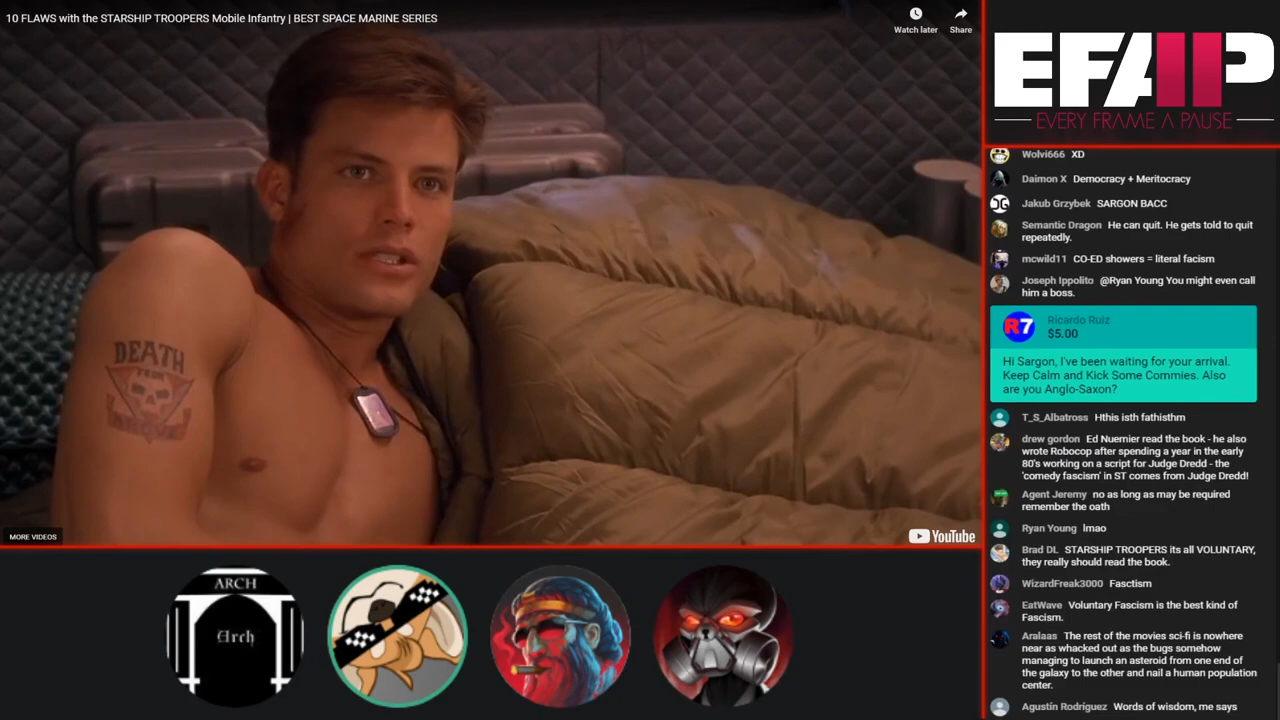 10 FLAWS with the STARSHIP TROOPERS Mobile Infantry | BEST SPACE MARINE SERIES
Watch later
Share
DEATH
FROM
ABOVE
MORE VIDEOS
YouTube
ARCH
Arch
EFAP
EVERY FRAME A PAUSE
Wolvi666 XD
Daimon X Democracy + Meritocracy
Jakub Grzybek SARGON BACC
Semantic Dragon He can quit. He gets told to quit
repeatedly.
mcwild11 CO-ED showers = literal facism
Joseph Ippolito @Ryan Young You might even call
him a boss.
R7
Ricardo Ruiz
$5.00
Hi Sargon, I've been waiting for your arrival.
Keep Calm and Kick Some Commies. Also
are you Anglo-Saxon?
T_S_Albatross Hthis isth fathisthm
drew gordon Ed Nuemier read the book - he also
wrote Robocop after spending a year in the early
80's working on a script for Judge Dredd - the
'comedy fascism' in ST comes from Judge Dredd!
Agent Jeremy no as long as may be required
remember the oath
Ryan Young lmao
Brad DL STARSHIP TROOPERS its all VOLUNTARY,
they really should read the book.
WizardFreak3000 Fasctism
EatWave Voluntary Fascism is the best kind of
Fascism.
Aralaas The rest of the movies sci-fi is nowhere
near as whacked out as the bugs somehow
managing to launch an asteroid from one end of
the galaxy to the other and nail a human population
center.
Agustín Rodríguez Words of wisdom, me says